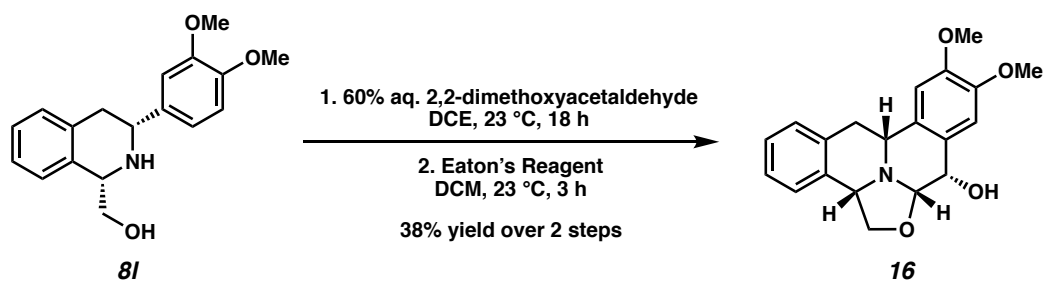 OMe
OMe
NH
OH
8l
1. 60% aq. 2,2-dimethoxyacetaldehyde
DCE, 23 °C, 18 h
2. Eaton's Reagent
DCM, 23 °C, 3 h
38% yield over 2 steps
OMe
OMe
H
N
OH
H
H
O
16